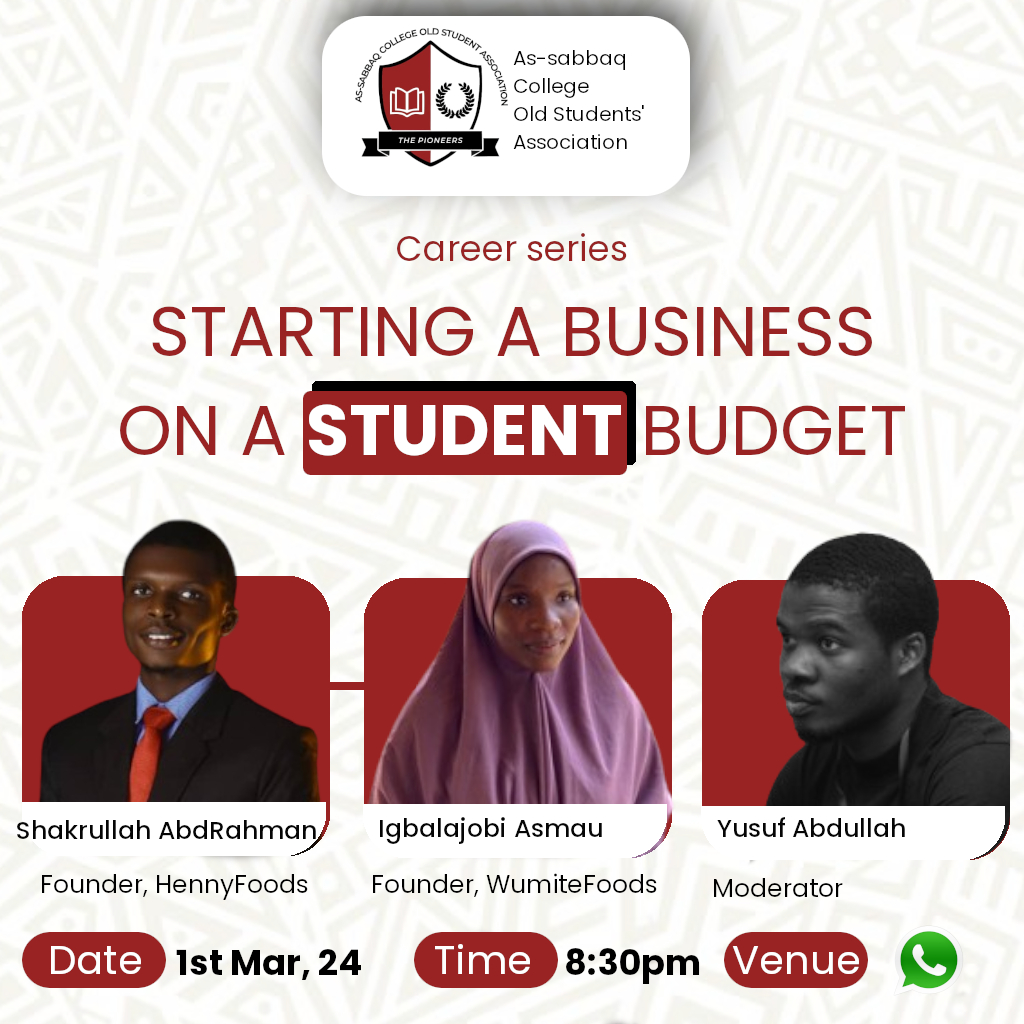 AS-SABBAQ COLLEGE OLD STUDENT ASSOCIATION
THE PIONEERS
As-sabbaq
College
Old Students'
Association
Career series
STARTING A BUSINESS
ON A STUDENT BUDGET
Shakrullah AbdRahman
Founder, HennyFoods
Igbalajobi Asmau
Founder, WumiteFoods
Yusuf Abdullah
Moderator
Date 1st Mar, 24 Time 8:30pm Venue